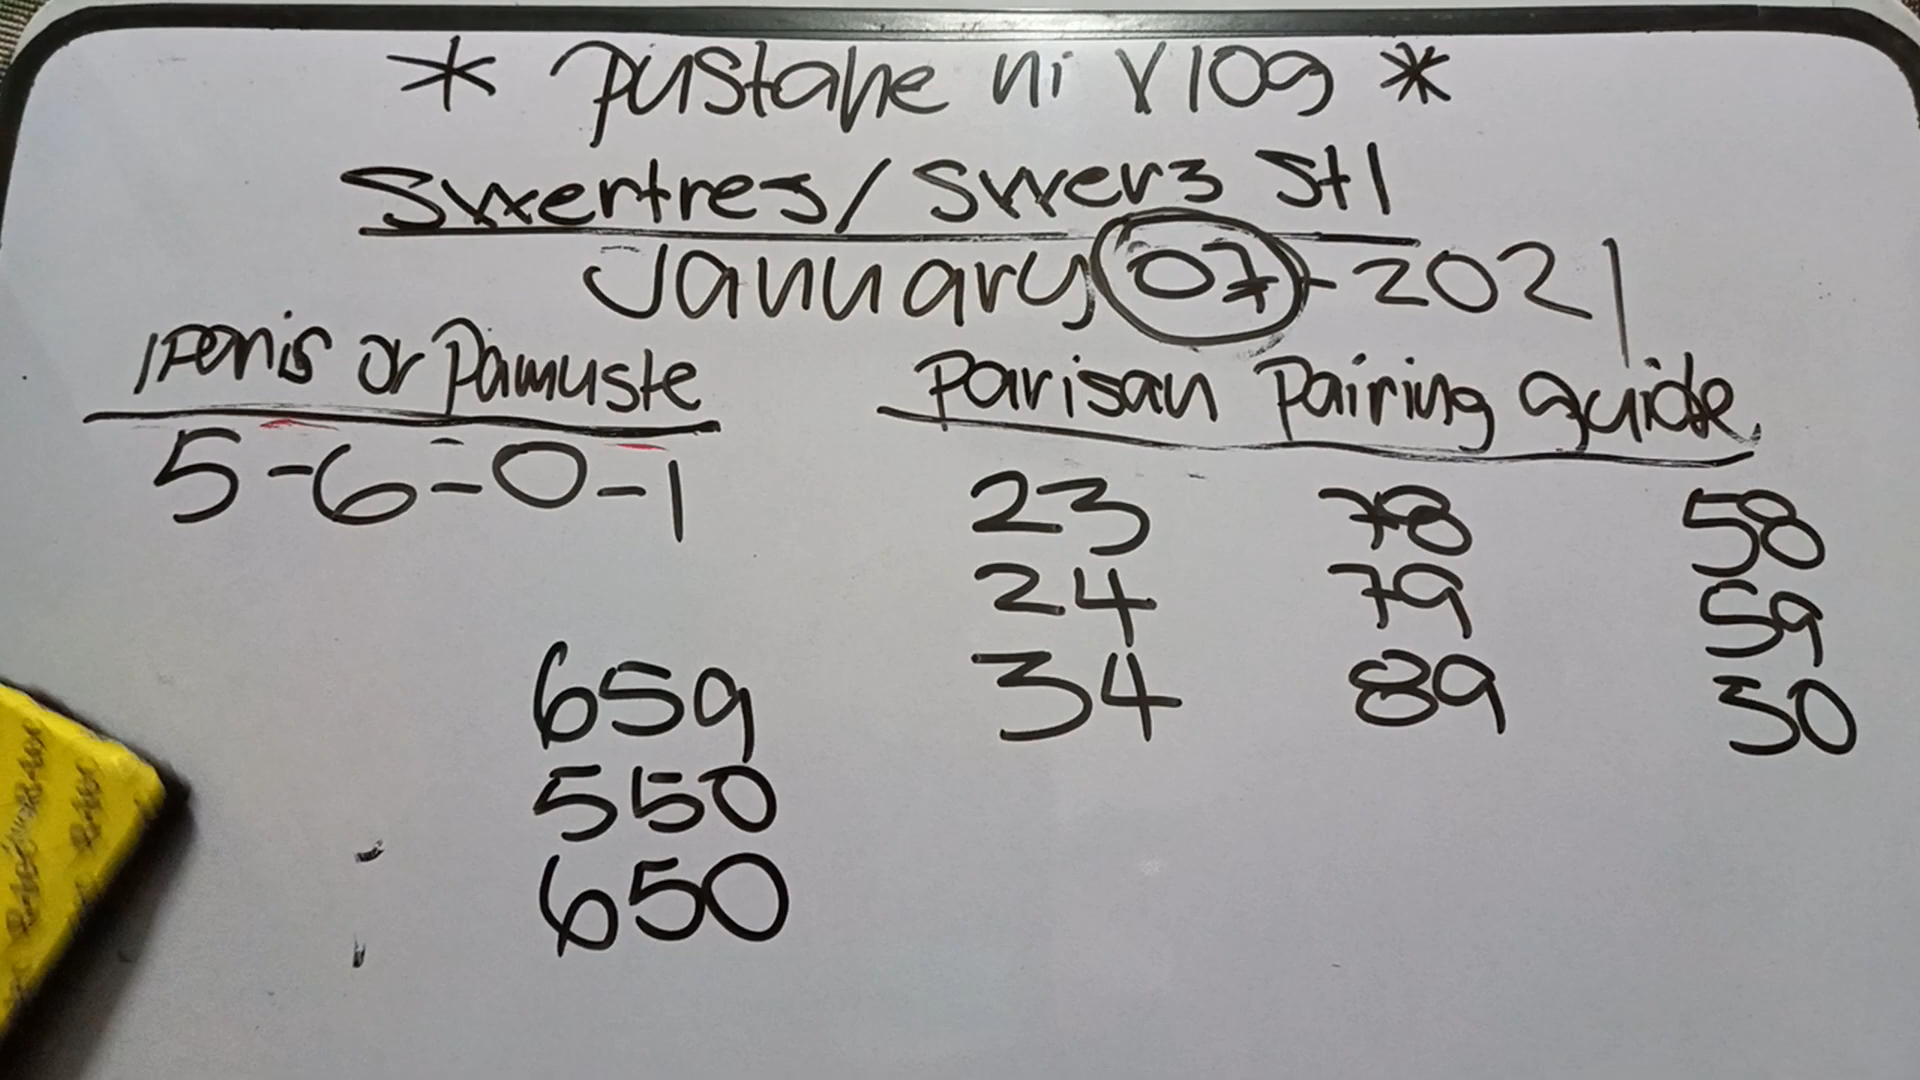 * Pustahe ni Vlog *
Swertres/Swer3 Stl
January 07-2021
or Pamuste
5-6-0-1
659
550
650
Parisan Pairing guide
23 78 58
24 79 59
34 89 50